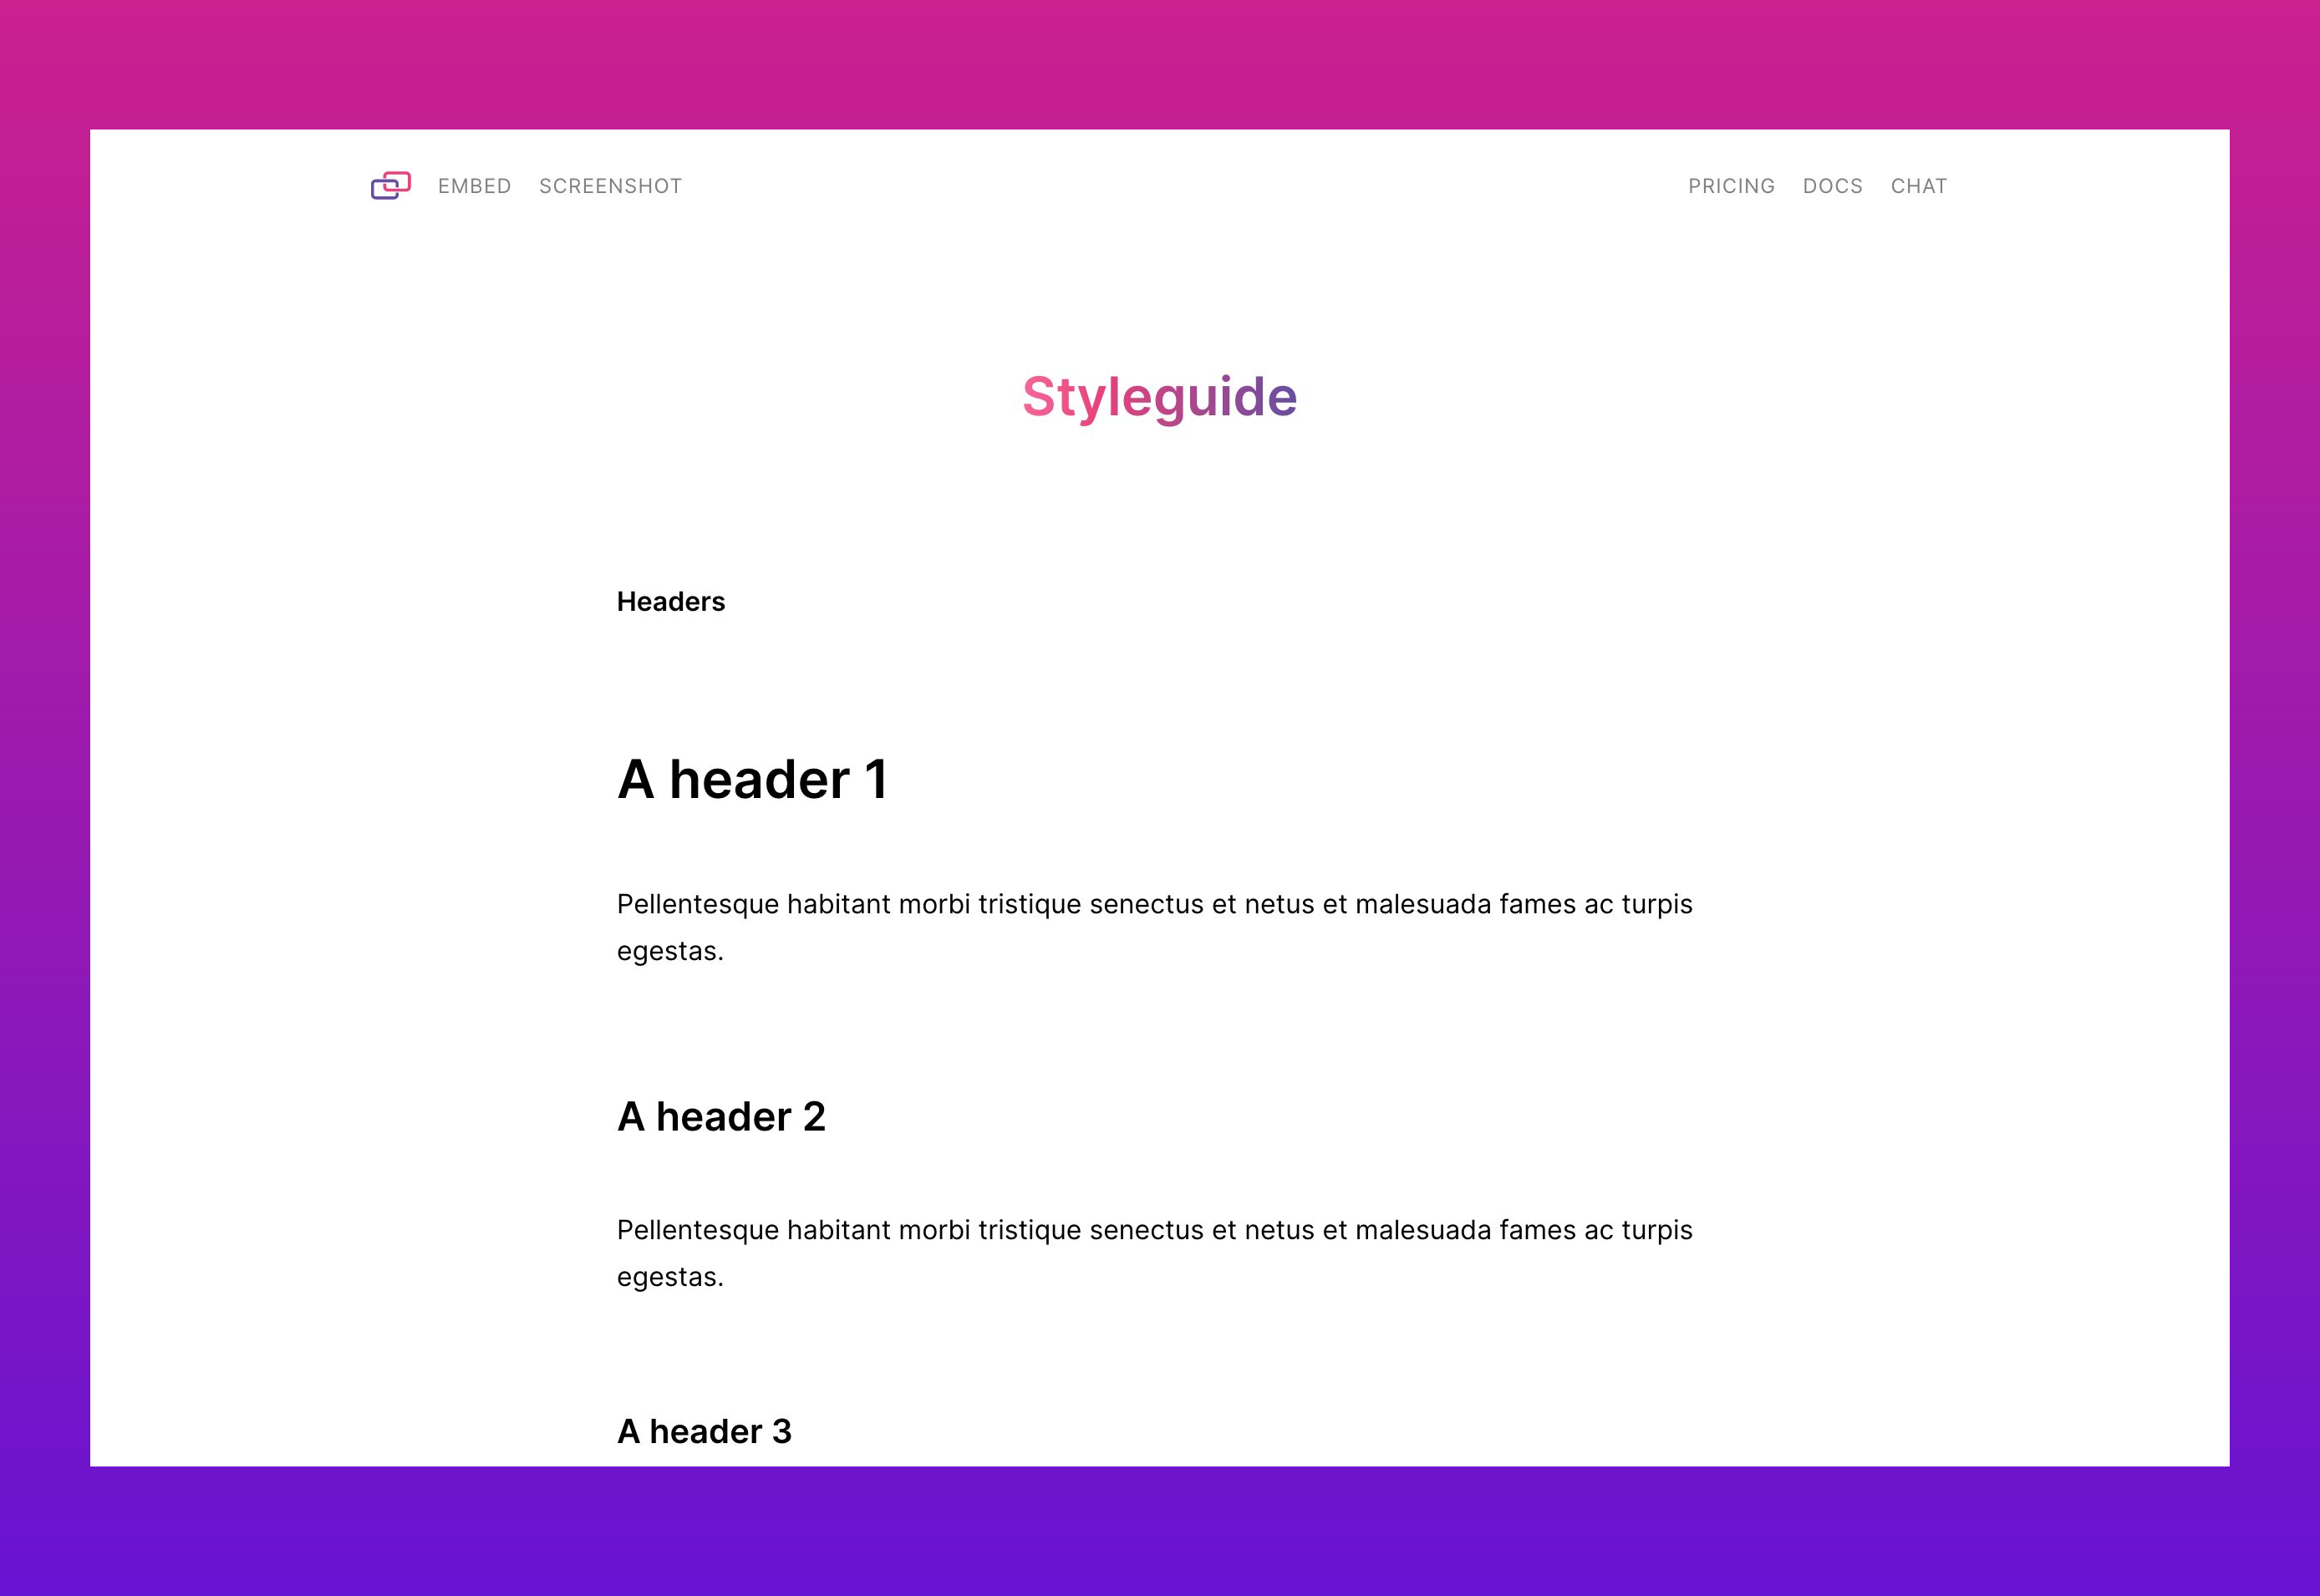 EMBED SCREENSHOT PRICING DOCS CHAT
Styleguide
Headers
A header 1
Pellentesque habitant morbi tristique senectus et netus et malesuada fames ac turpis
egestas.
A header 2
Pellentesque habitant morbi tristique senectus et netus et malesuada fames ac turpis
egestas.
A header 3